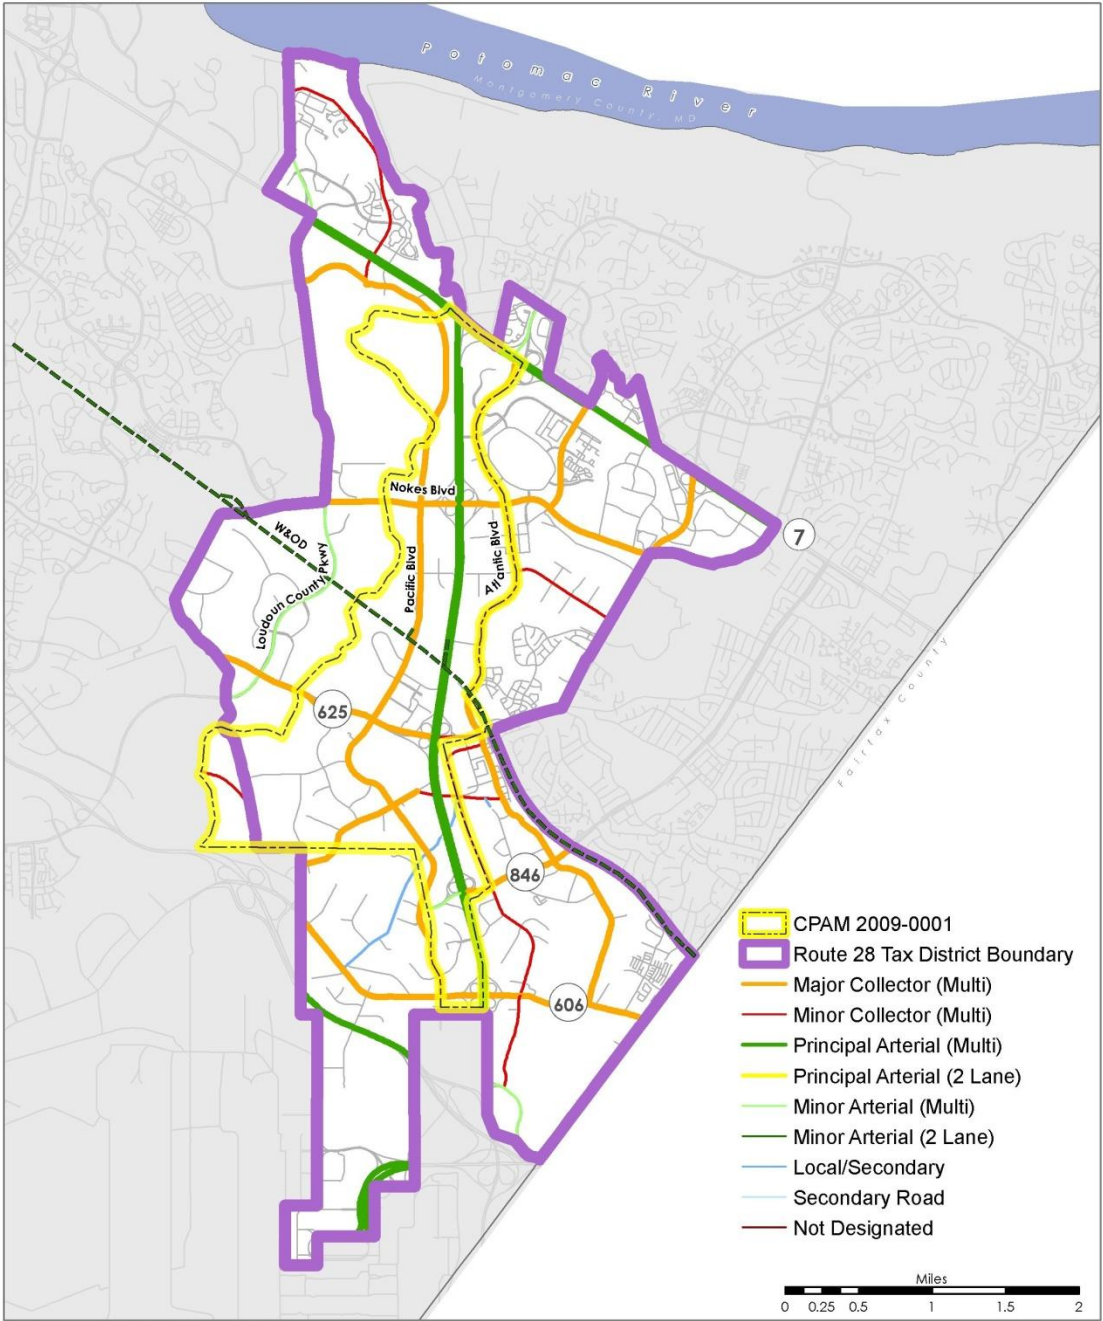 Potomac River
Montgomery County, MD
Nokes Blvd
7
W&OD
Loudoun County Pkwy
Pacific Blvd
Atlantic Blvd
625
Fairfax County
846
606
CPAM 2009-0001
Route 28 Tax District Boundary
Major Collector (Multi)
Minor Collector (Multi)
Principal Arterial (Multi)
Principal Arterial (2 Lane)
Minor Arterial (Multi)
Minor Arterial (2 Lane)
Local/Secondary
Secondary Road
Not Designated
Miles
0 0.25 0.5 1 1.5 2